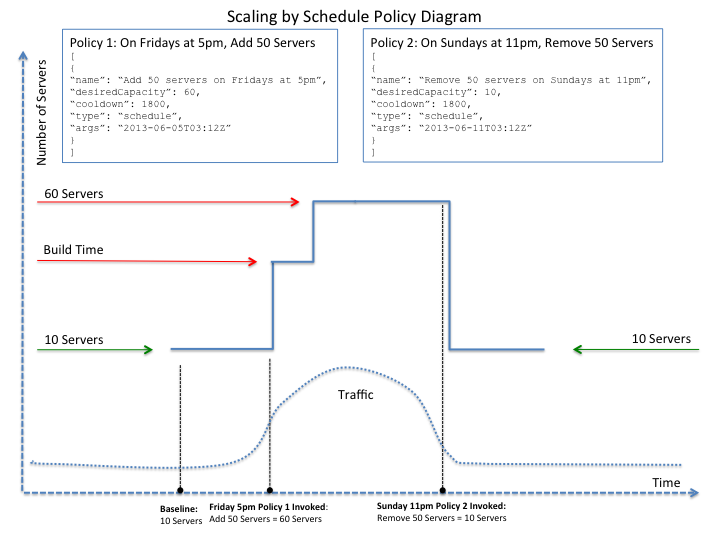 Scaling by Schedule Policy Diagram
Policy 1: On Fridays at 5pm, Add 50 Servers
[
{
“name”: “Add 50 servers on Fridays at 5pm”,
“desiredCapacity”: 60,
“cooldown”: 1800,
“type”: “schedule”,
“args”: “2013-06-05T03:12Z”
}
]
Policy 2: On Sundays at 11pm, Remove 50 Servers
[
{
“name”: “Remove 50 servers on Sundays at 11pm”,
“desiredCapacity”: 10,
“cooldown”: 1800,
“type”: “schedule”,
“args”: “2013-06-11T03:12Z”
}
]
Number of Servers
60 Servers
Build Time
10 Servers
10 Servers
Traffic
Time
Baseline:
10 Servers
Friday 5pm Policy 1 Invoked:
Add 50 Servers = 60 Servers
Sunday 11pm Policy 2 Invoked:
Remove 50 Servers = 10 Servers